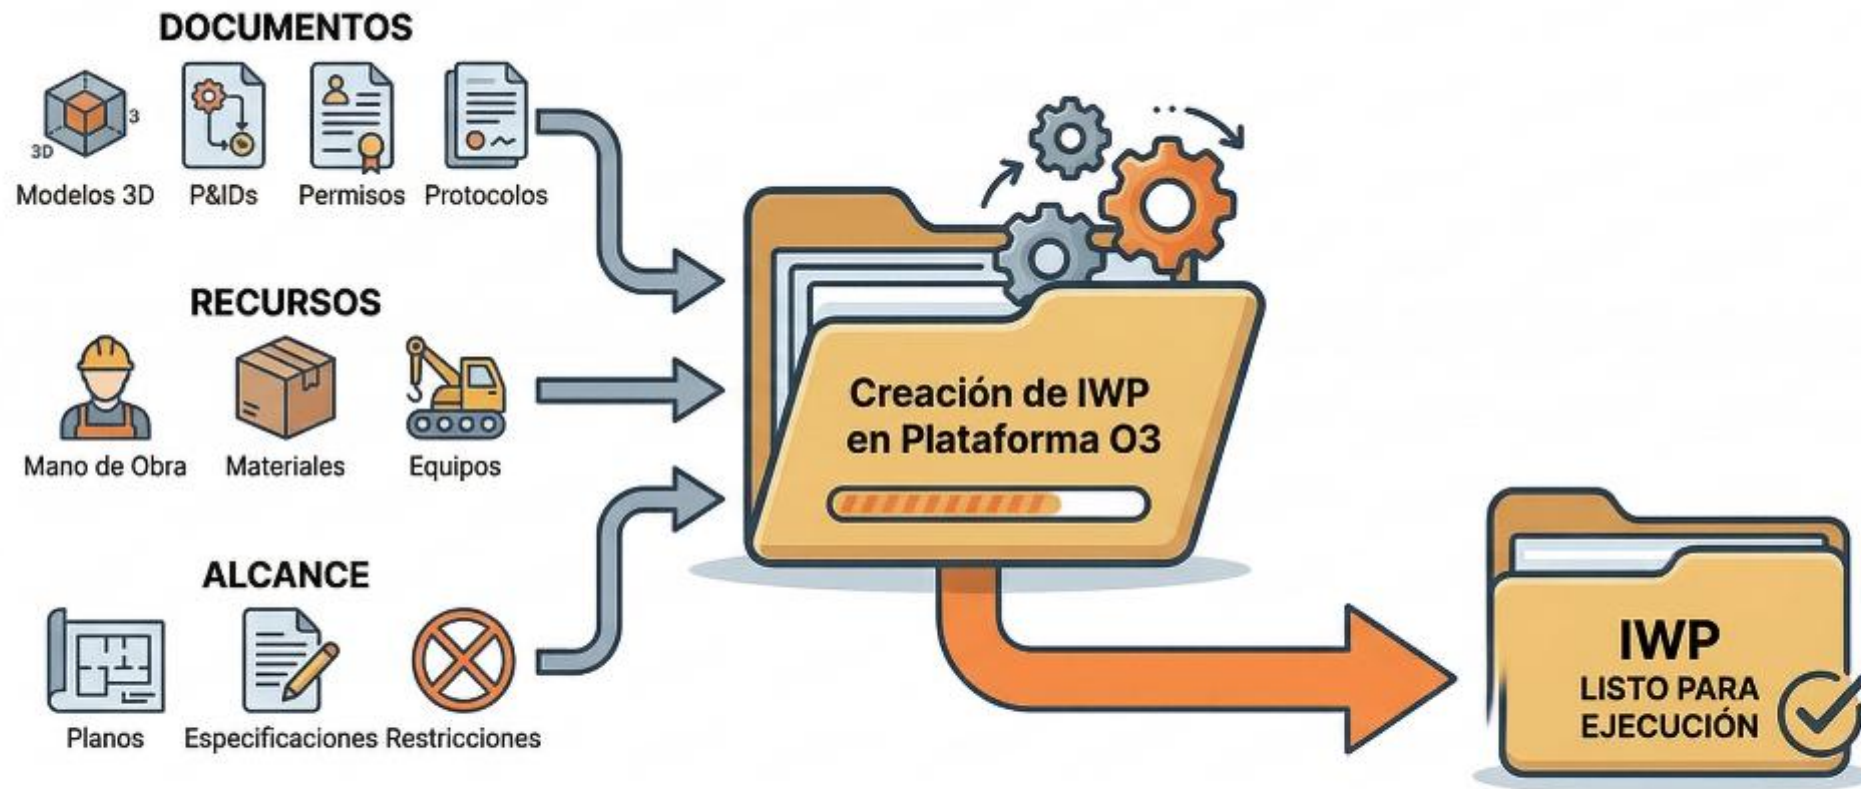 DOCUMENTOS
3D
3
Modelos 3D
P&IDs
Permisos
Protocolos
RECURSOS
Mano de Obra
Materiales
Equipos
ALCANCE
Planos
Especificaciones
Restricciones
Creación de IWP
en Plataforma O3
IWP
LISTO PARA
EJECUCIÓN